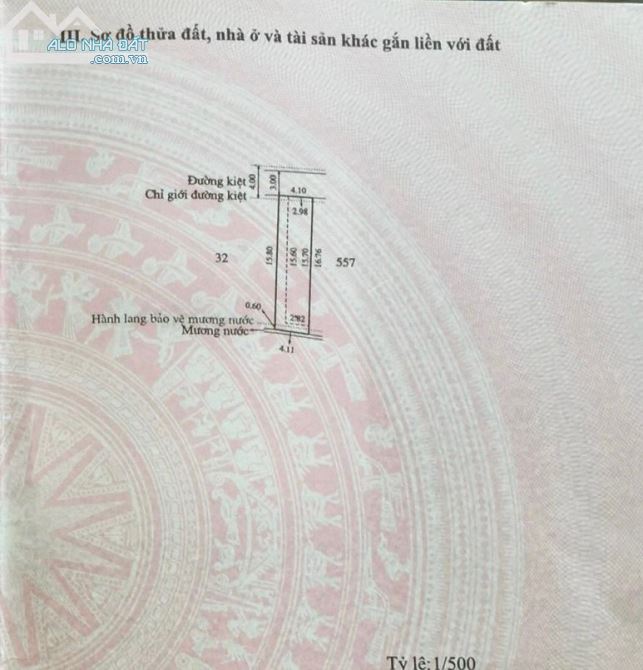 ALO NHA ĐẤT
.com.vn
III. Sơ đồ thửa đất, nhà ở và tài sản khác gắn liền với đất
Đường kiệt
4.00
3.00
Chỉ giới đường kiệt
4.10
2.98
32
15.80
15.60
15.70
16.76
557
0.60
Hành lang bảo vệ mương nước
2.82
Mương nước
4.11
Tỷ lệ: 1/500